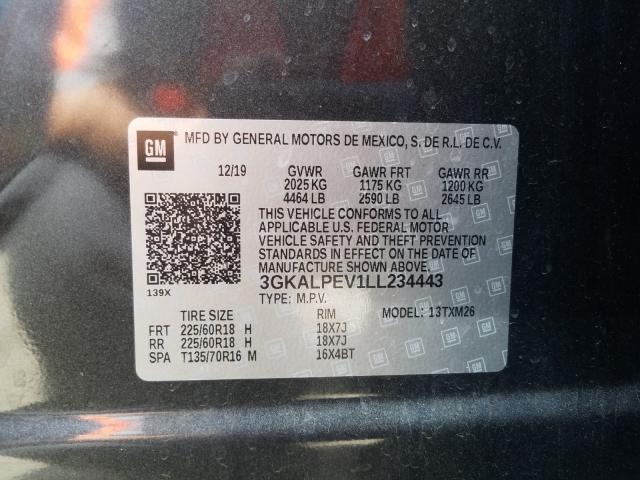 GM
MFD BY GENERAL MOTORS DE MEXICO, S. DE R.L. DE C.V.
12/19 GVWR GAWR FRT GAWR RR
2025 KG 1175 KG 1200 KG
4464 LB 2590 LB 2645 LB
THIS VEHICLE CONFORMS TO ALL
APPLICABLE U.S. FEDERAL MOTOR
VEHICLE SAFETY AND THEFT PREVENTION
STANDARDS IN EFFECT ON THE DATE OF
MANUFACTURE SHOWN ABOVE.
139X
3GKALPEV1LL234443
TYPE: M.P.V.
TIRE SIZE RIM MODEL: 13TXM26
FRT 225/60R18 H 18X7J
RR 225/60R18 H 18X7J
SPA T135/70R16 M 16X4BT